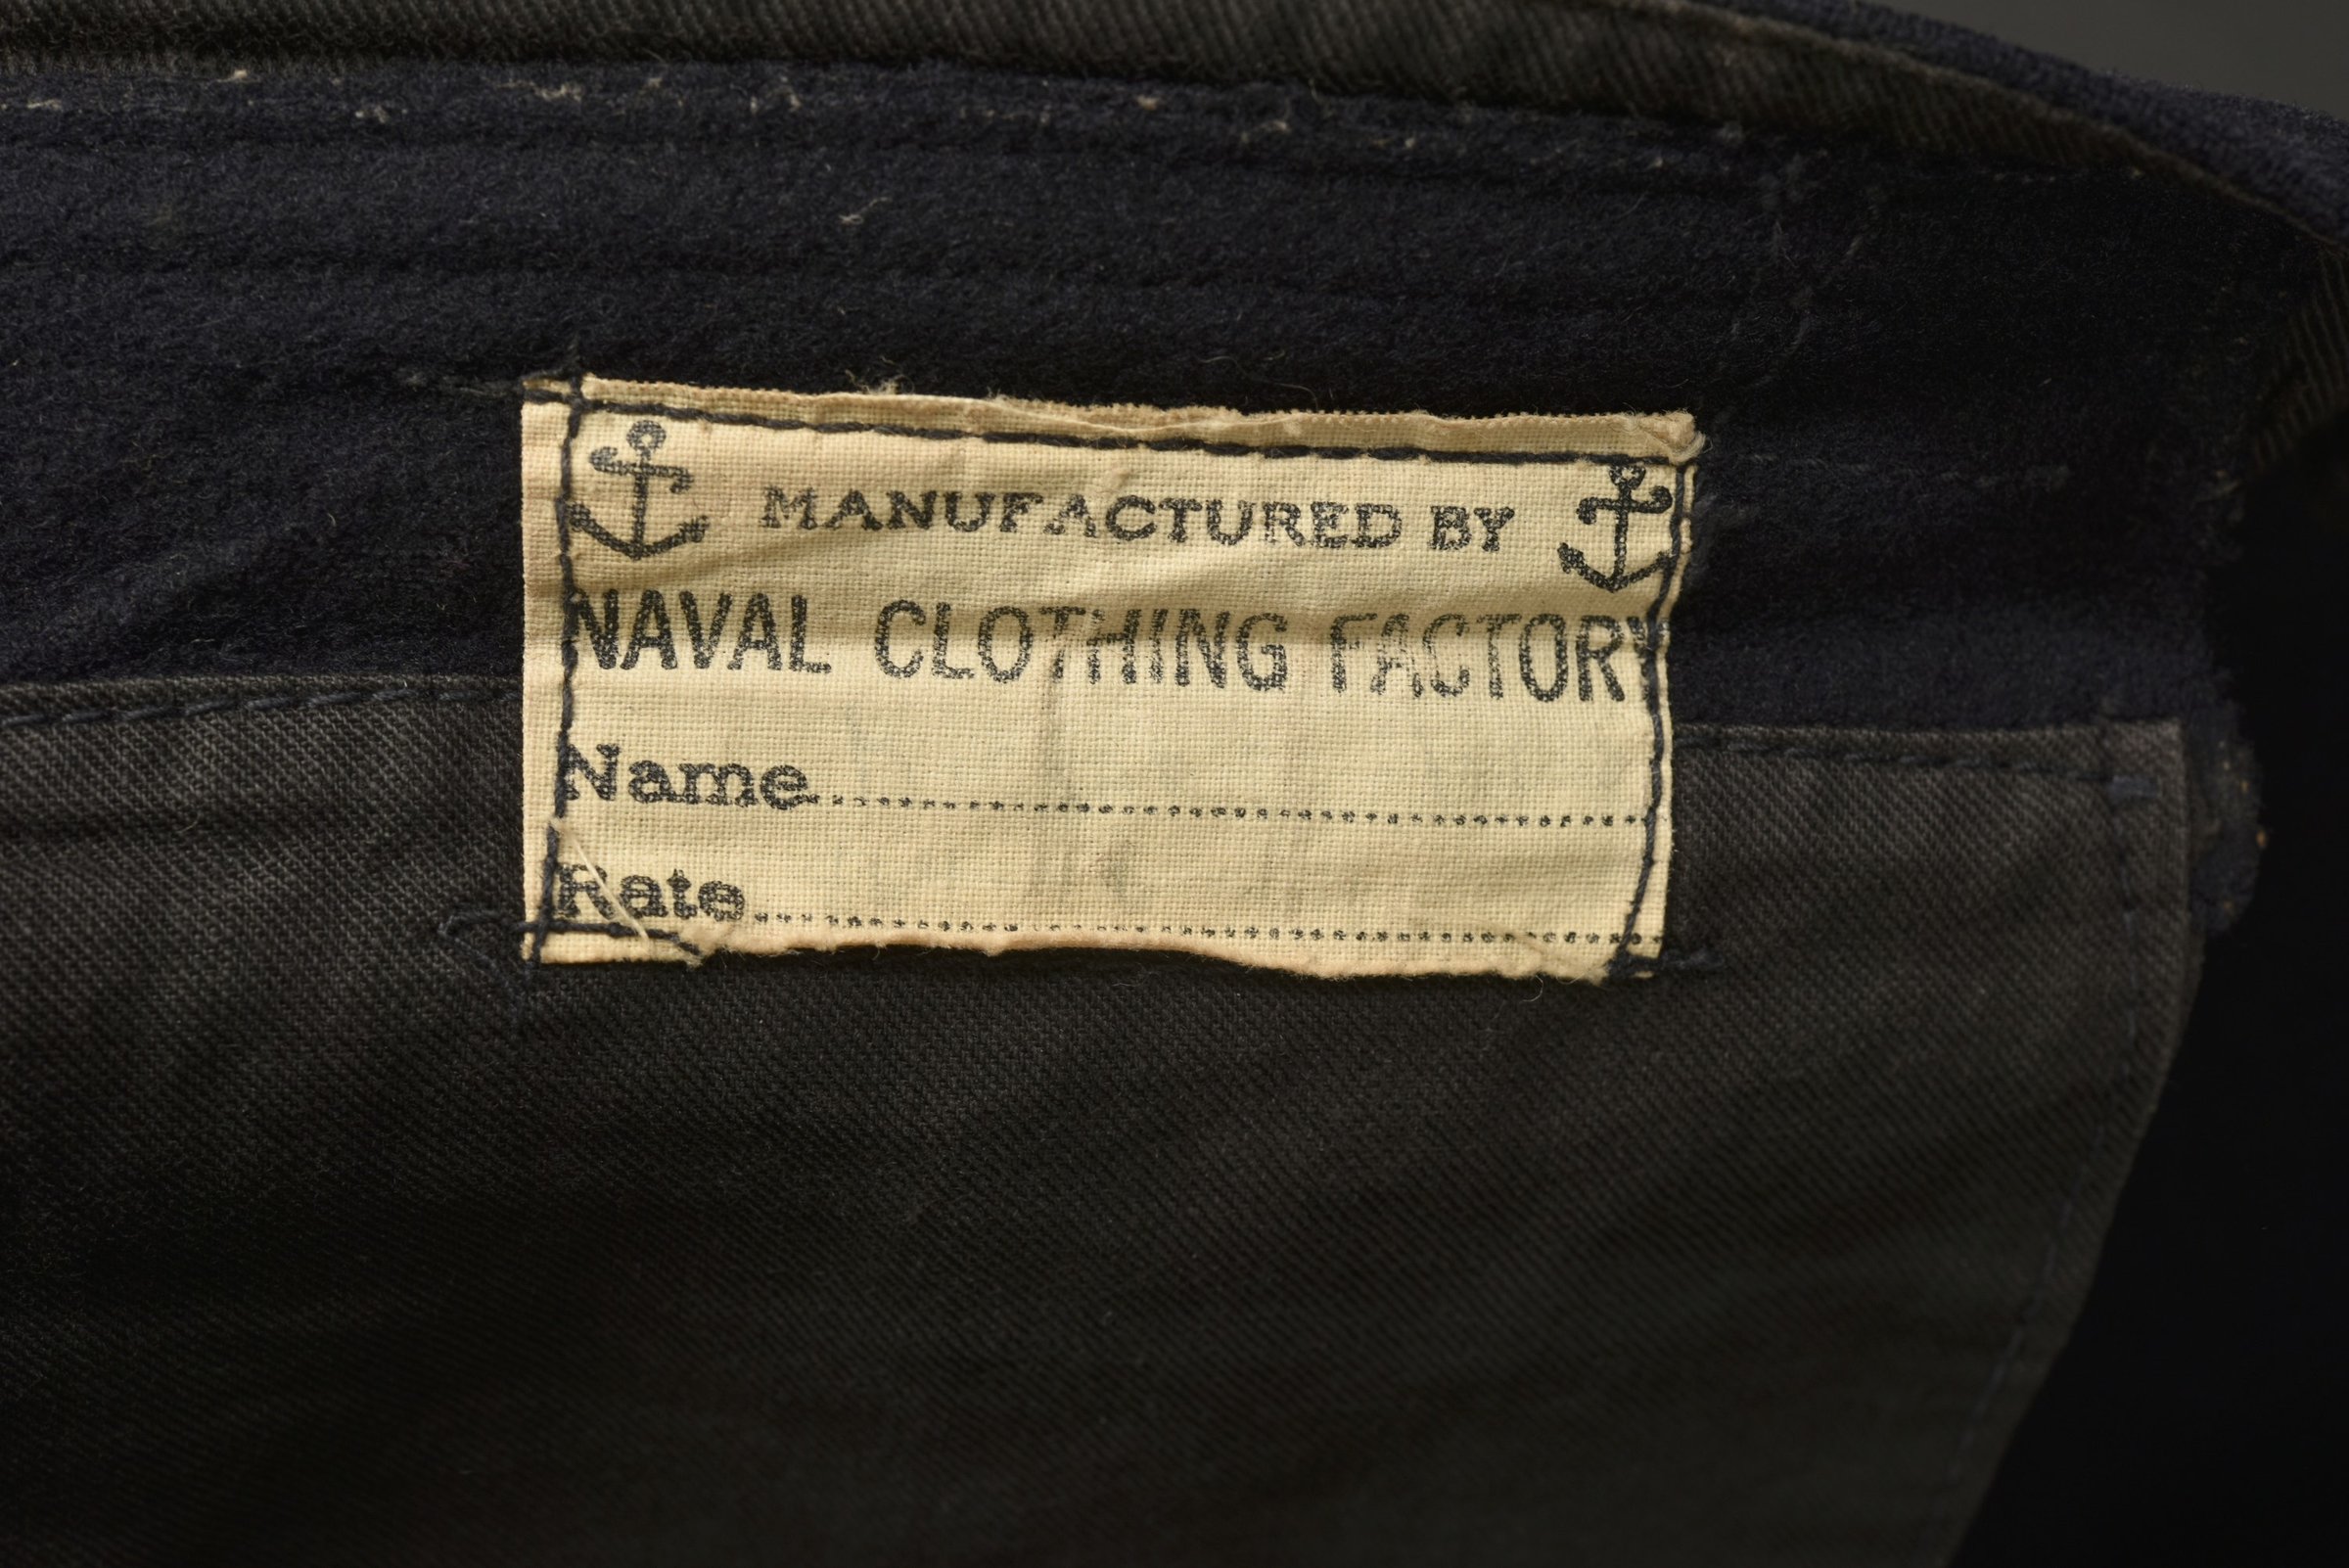 MANUFACTURED BY
NAVAL CLOTHING FACTORY
Name....................
Rate....................